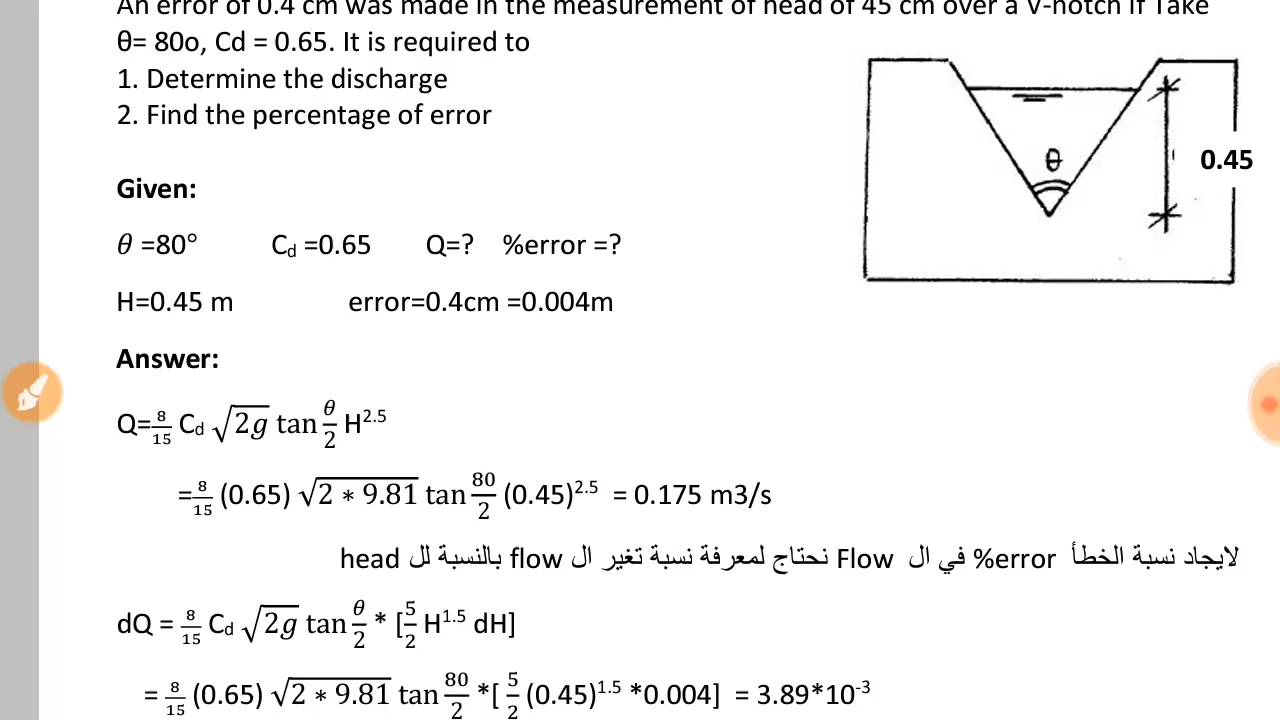 An error of 0.4 cm was made in the measurement of head of 45 cm over a V-notch if Take
θ= 80o, Cd = 0.65. It is required to
1. Determine the discharge
2. Find the percentage of error
θ
0.45
Given:
θ =80° Cd =0.65 Q=? %error =?
H=0.45 m error=0.4cm =0.004m
Answer:
Q=8/15 Cd √2g tan θ/2 H^2.5
=8/15 (0.65) √2 * 9.81 tan 80/2 (0.45)^2.5 = 0.175 m3/s
لايجاد نسبة الخطأ %error في ال Flow نحتاج لمعرفة نسبة تغير ال flow بالنسبة لل head
dQ = 8/15 Cd √2g tan θ/2 * [5/2 H^1.5 dH]
= 8/15 (0.65) √2 * 9.81 tan 80/2 *[ 5/2 (0.45)^1.5 *0.004] = 3.89*10^-3